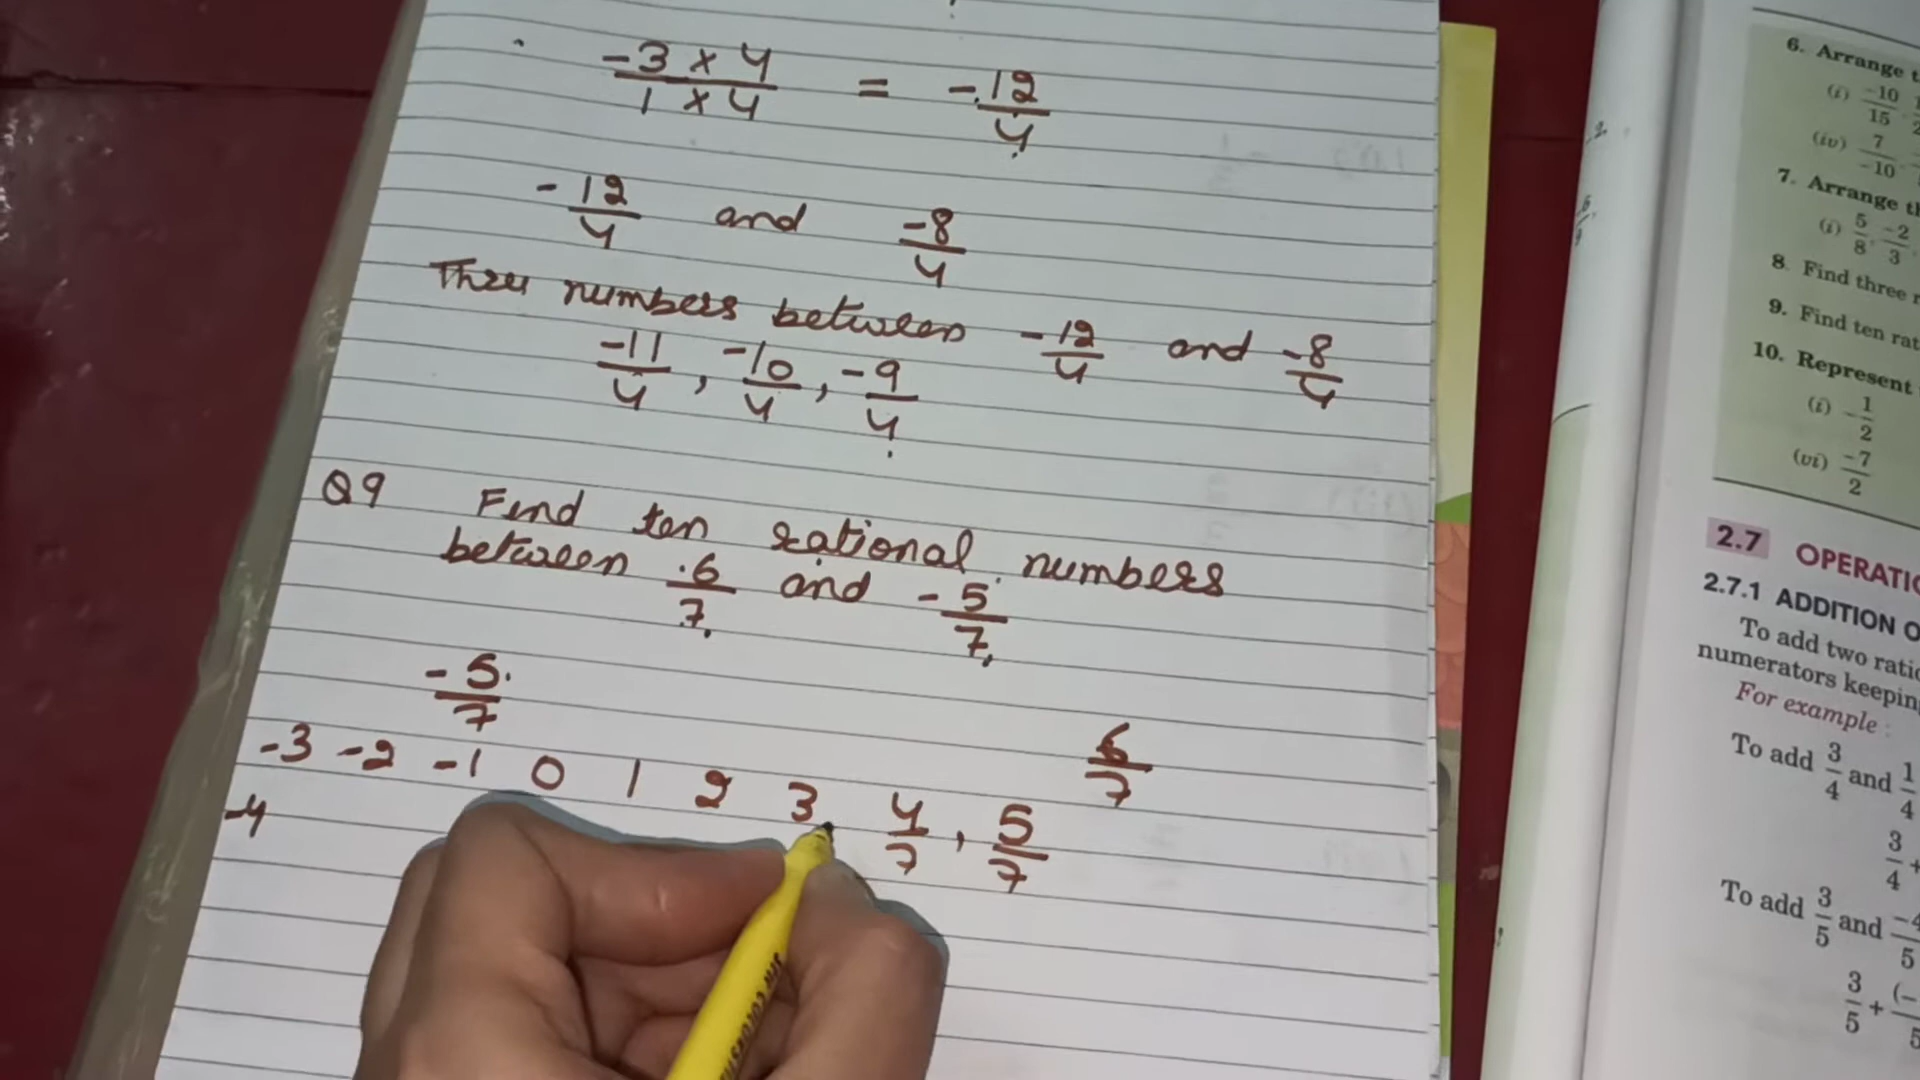 -3 × 4 / 1 × 4 = -12/4
-12/4 and -8/4
Three numbers between -12/4 and -8/4
-11/4, -10/4, -9/4
Q9 Find ten rational numbers
between 6/7 and -5/7
-5/7 6/7
-3 -2 -1 0 1 2 3 4/7, 5/7
-4
6. Arrange t
(i) -10/15,
(iv) 7/-10,
7. Arrange th
(i) 5/8, -2/3,
8. Find three r
9. Find ten rat
10. Represent
(i) -1/2
(vi) -7/2
2.7 OPERATIO
2.7.1 ADDITION O
To add two ratio
numerators keeping
For example :
To add 3/4 and 1/4
3/4 +
To add 3/5 and -4/5
3/5 + (-